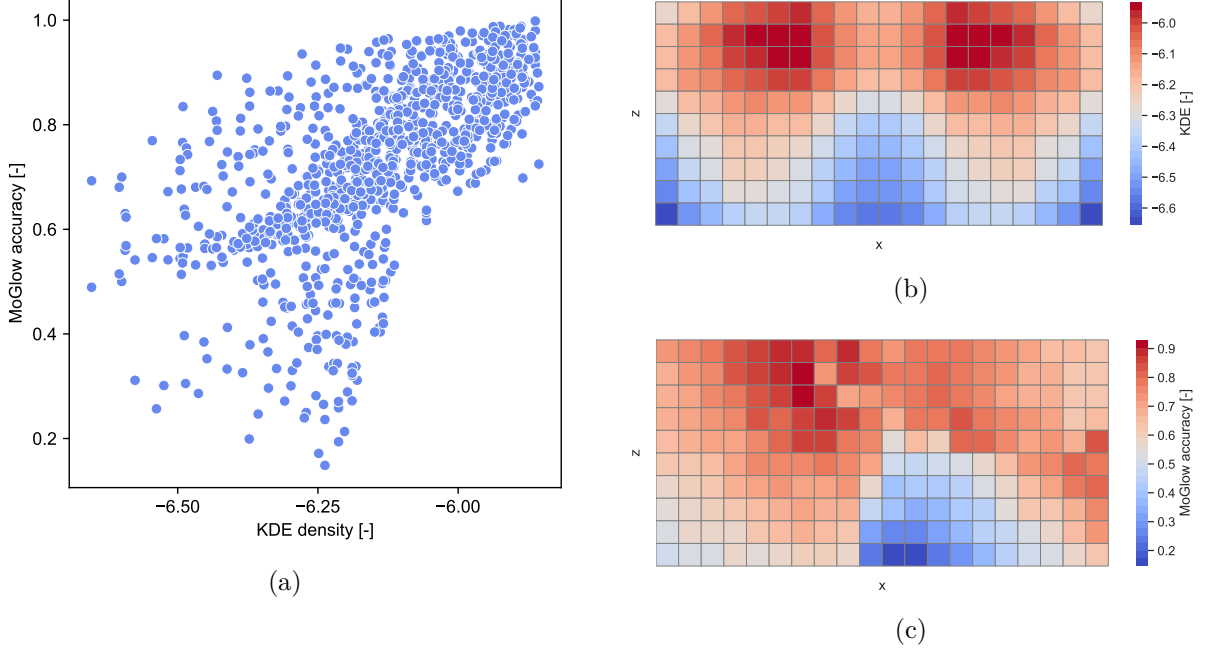 1.0
0.8
0.6
0.4
0.2
MoGlow accuracy [-]
−6.50
−6.25
−6.00
KDE density [-]
(a)
z
x
−6.0
−6.1
−6.2
−6.3
−6.4
−6.5
−6.6
KDE [-]
(b)
z
x
0.9
0.8
0.7
0.6
0.5
0.4
0.3
0.2
MoGlow accuracy [-]
(c)